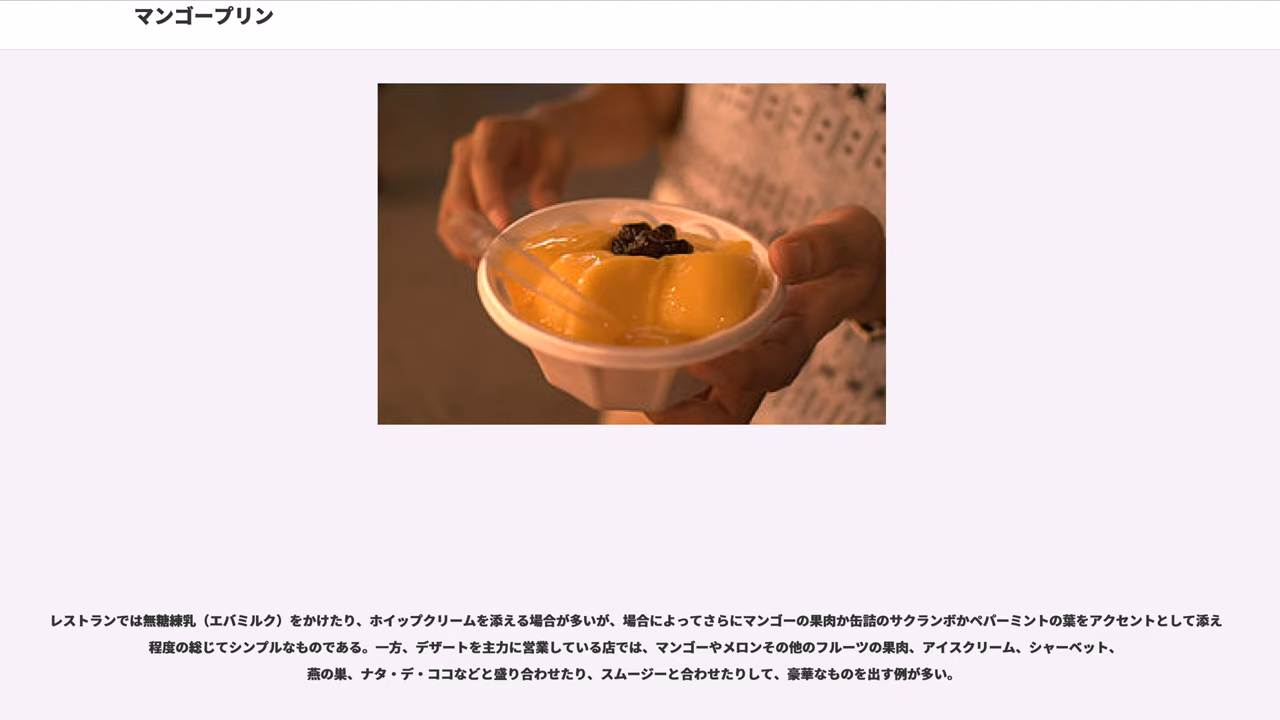 マンゴープリン
レストランでは無糖練乳（エバミルク）をかけたり、ホイップクリームを添える場合が多いが、場合によってさらにマンゴーの果肉か缶詰のサクランボかペパーミントの葉をアクセントとして添え
程度の総じてシンプルなものである。一方、デザートを主力に営業している店では、マンゴーやメロンその他のフルーツの果肉、アイスクリーム、シャーベット、
燕の巣、ナタ・デ・ココなどと盛り合わせたり、スムージーと合わせたりして、豪華なものを出す例が多い。